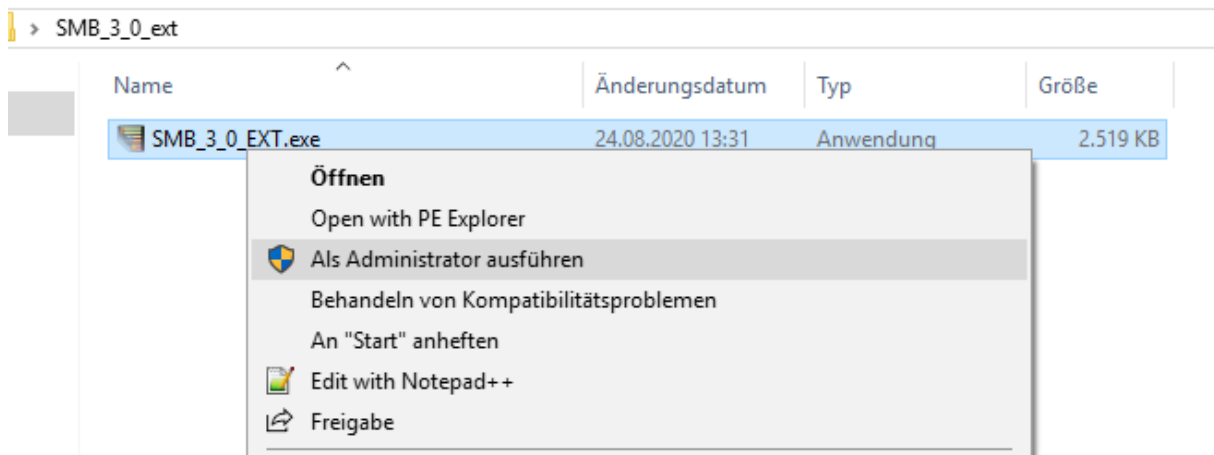 > SMB_3_0_ext
Name Änderungsdatum Typ Größe
SMB_3_0_EXT.exe 24.08.2020 13:31 Anwendung 2.519 KB
Öffnen
Open with PE Explorer
Als Administrator ausführen
Behandeln von Kompatibilitätsproblemen
An "Start" anheften
Edit with Notepad++
Freigabe